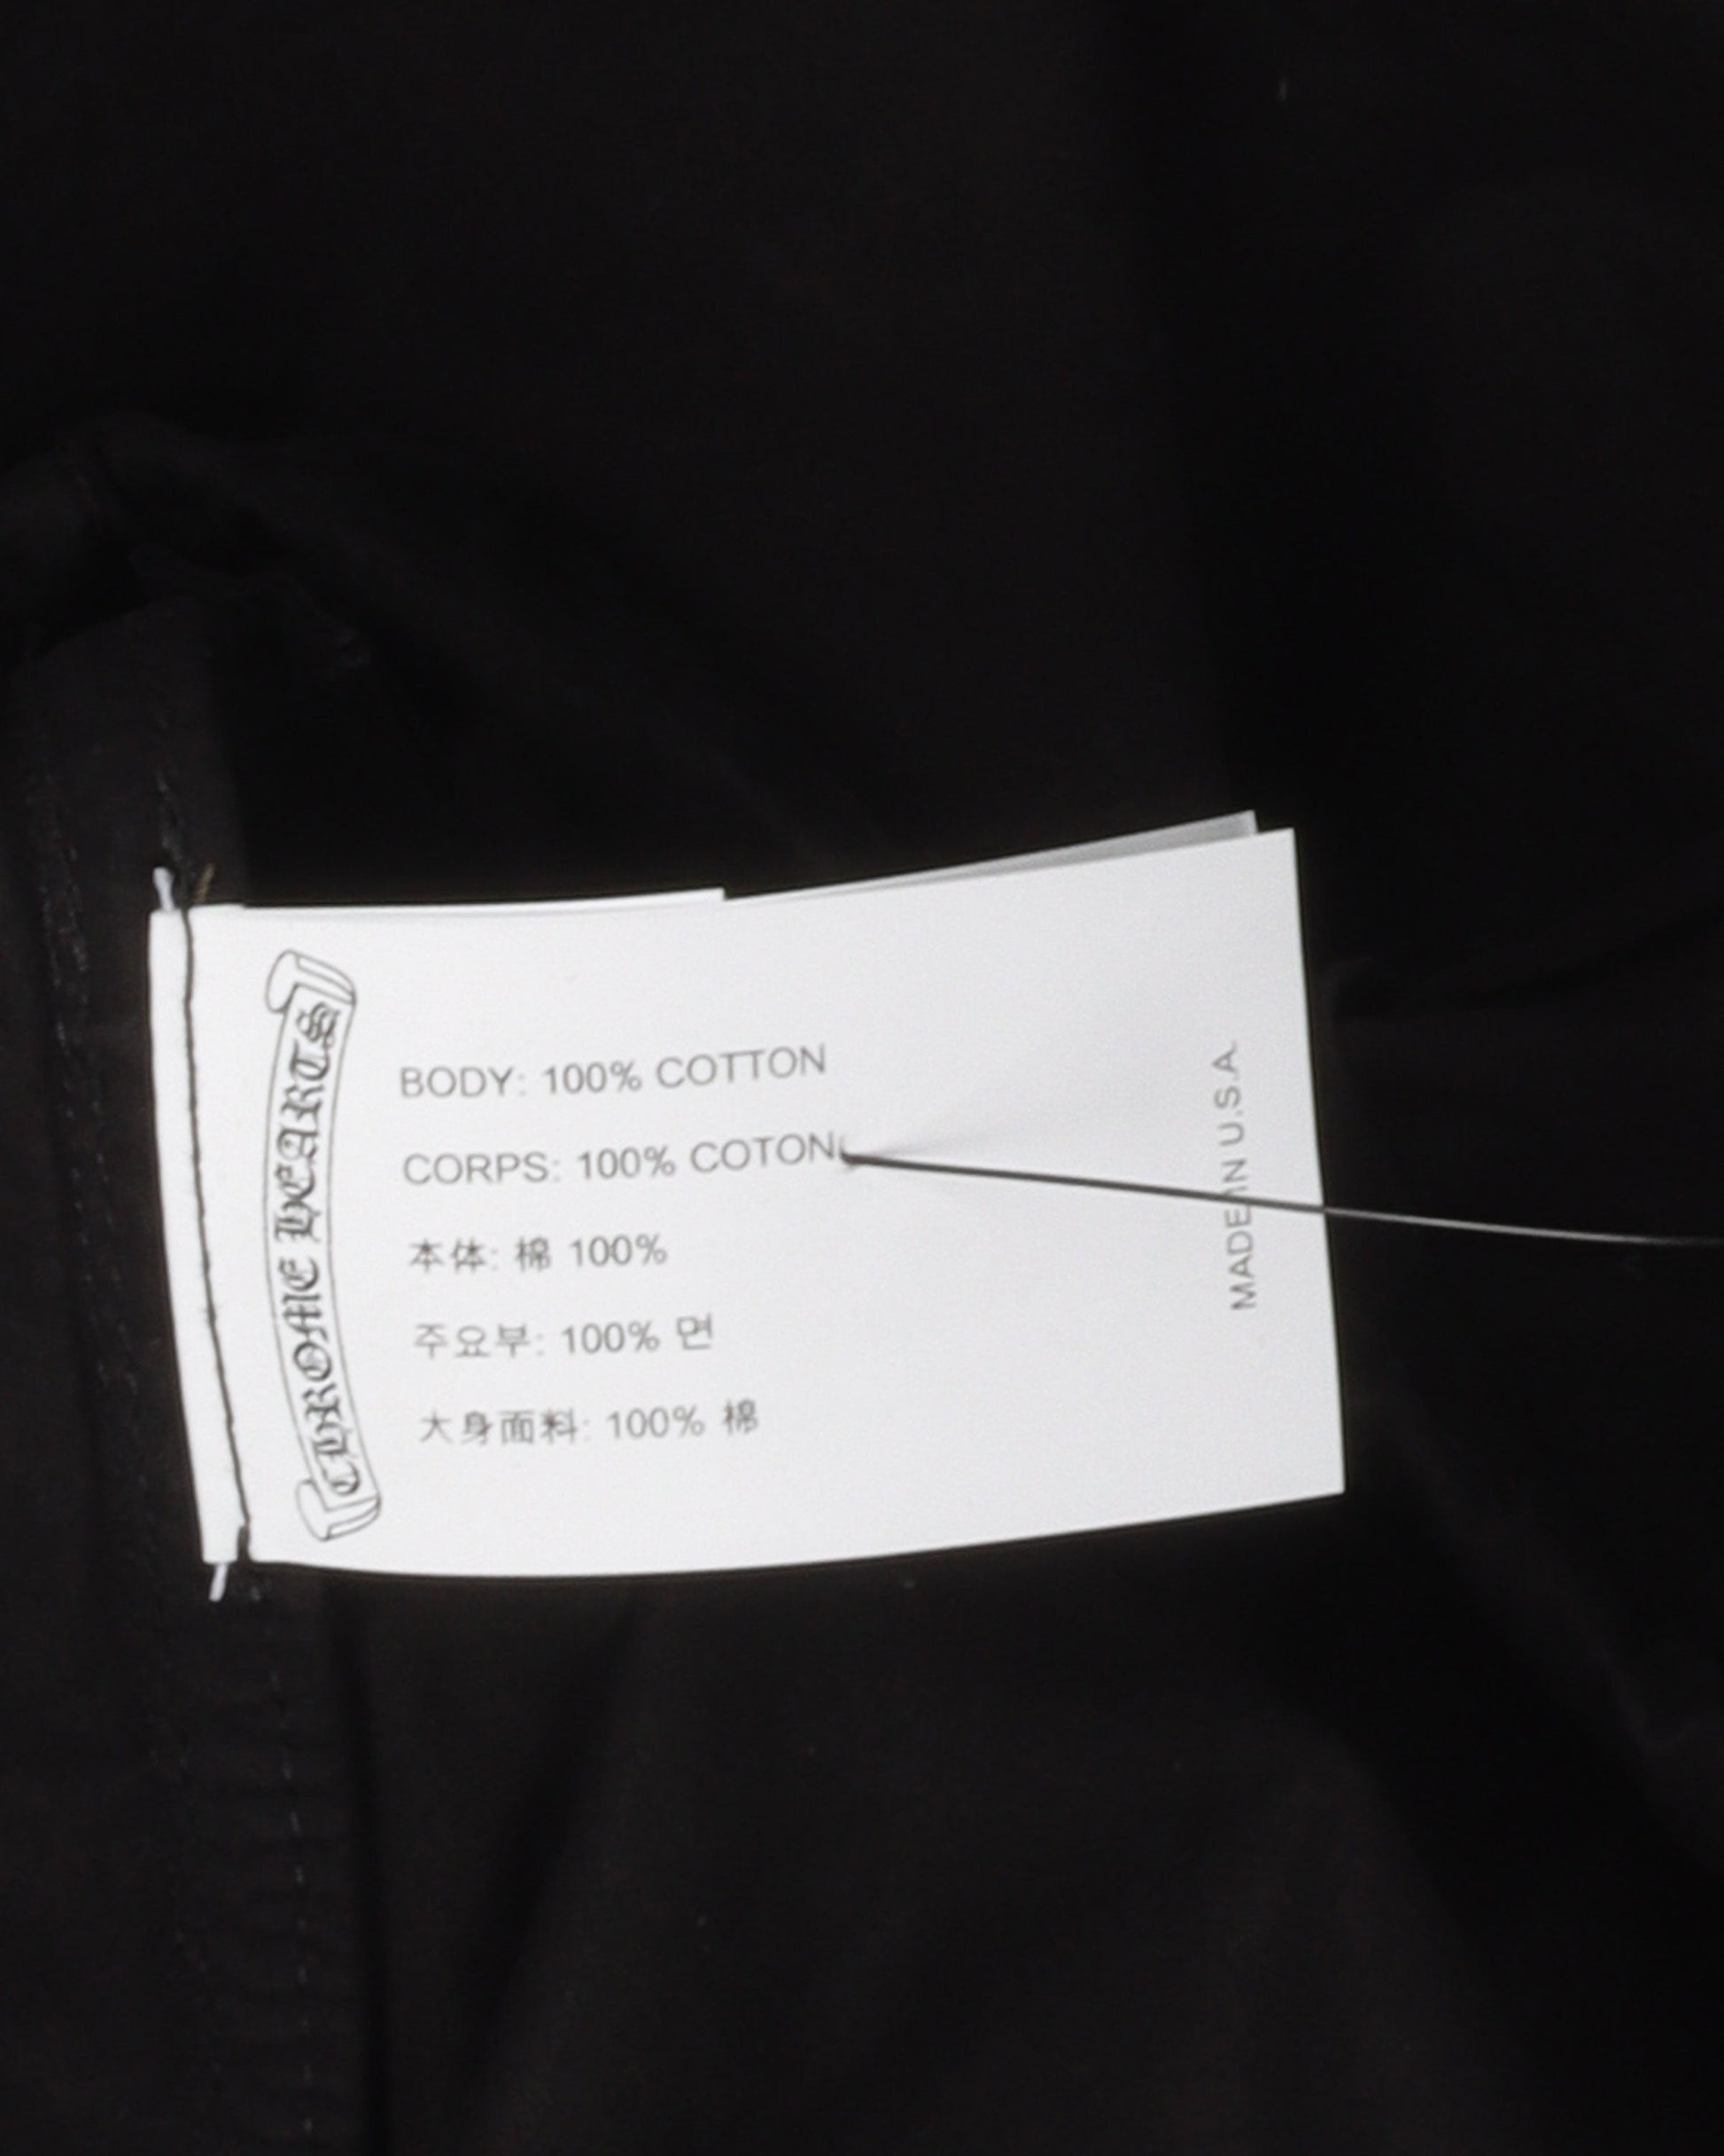 CHROME HEARTS
BODY: 100% COTTON
CORPS: 100% COTON
本体: 棉 100%
주요부: 100% 면
大身面料: 100% 棉
MADE IN U.S.A.